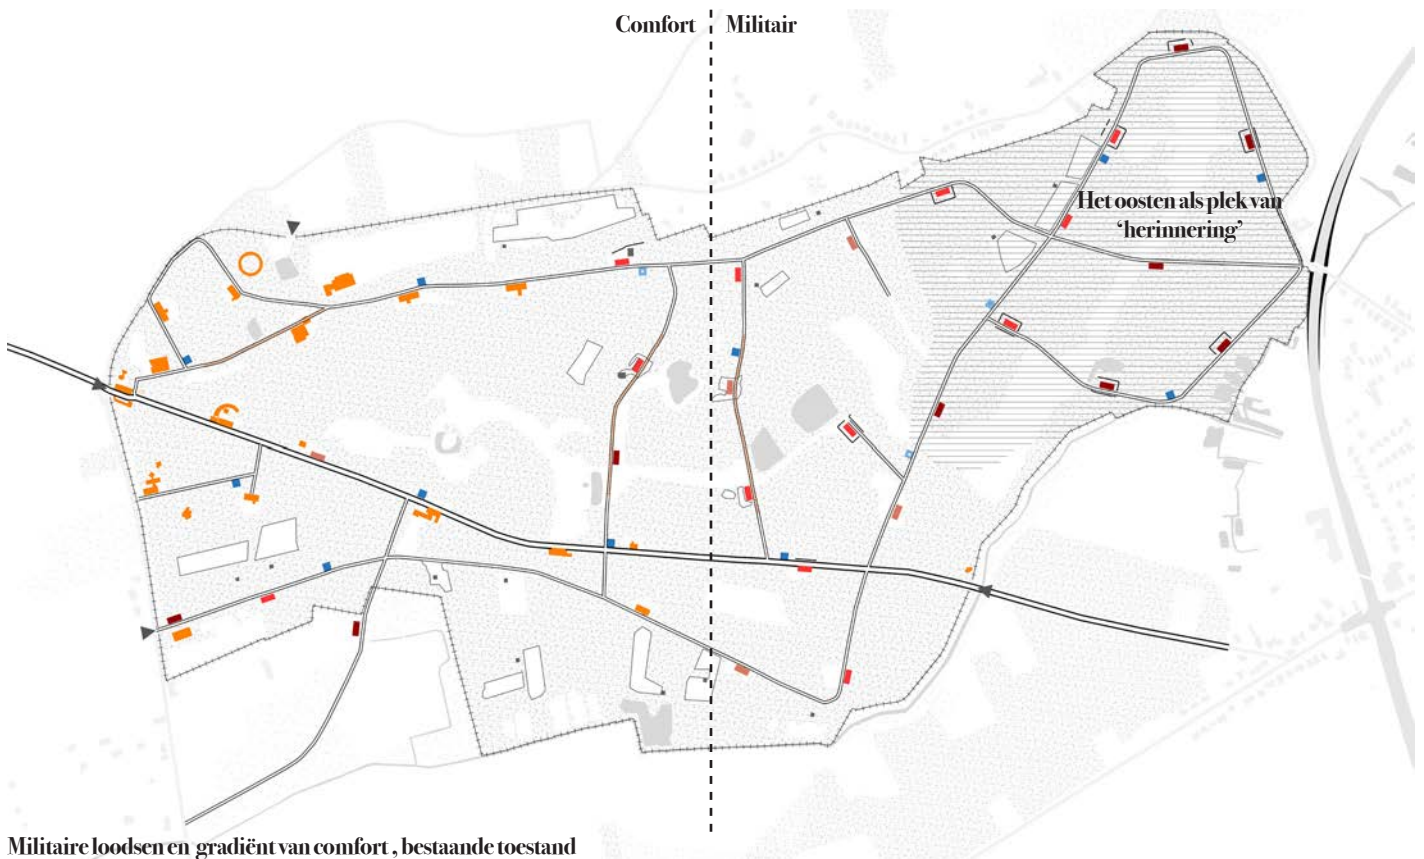 Comfort Militair
Het oosten als plek van
‘herinnering’
Militaire loodsen en gradiënt van comfort , bestaande toestand